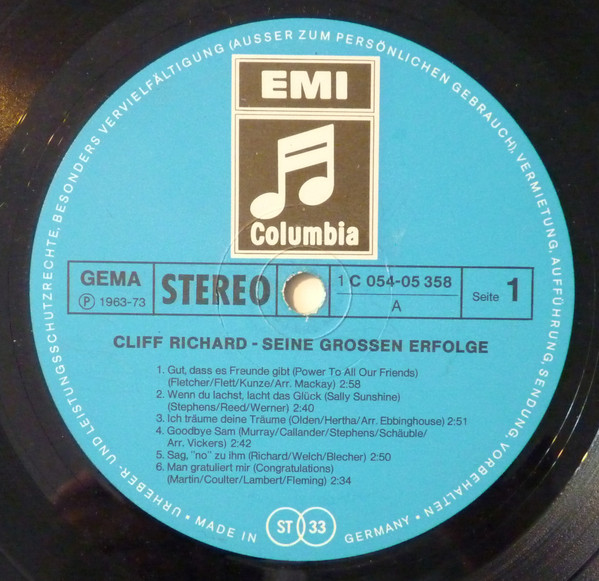 URHEBER- UND LEISTUNGSSCHUTZRECHTE, BESONDERS VERVIELFÄLTIGUNG (AUSSER ZUM PERSÖNLICHEN GEBRAUCH), VERMIETUNG, AUFFÜHRUNG, SENDUNG, VORBEHALTEN •
EMI
Columbia
GEMA
Ⓟ 1963-73
STEREO
1 C 054-05 358
A
Seite 1
CLIFF RICHARD - SEINE GROSSEN ERFOLGE
1. Gut, dass es Freunde gibt (Power To All Our Friends)
(Fletcher/Flett/Kunze/Arr. Mackay) 2:58
2. Wenn du lachst, lacht das Glück (Sally Sunshine)
(Stephens/Reed/Werner) 2:40
3. Ich träume deine Träume (Olden/Hertha/Arr. Ebbinghouse) 2:51
4. Goodbye Sam (Murray/Callander/Stephens/Schäuble/
Arr. Vickers) 2:42
5. Sag, "no" zu ihm (Richard/Welch/Blecher) 2:50
6. Man gratuliert mir (Congratulations)
(Martin/Coulter/Lambert/Fleming) 2:34
• MADE IN GERMANY •
ST 33